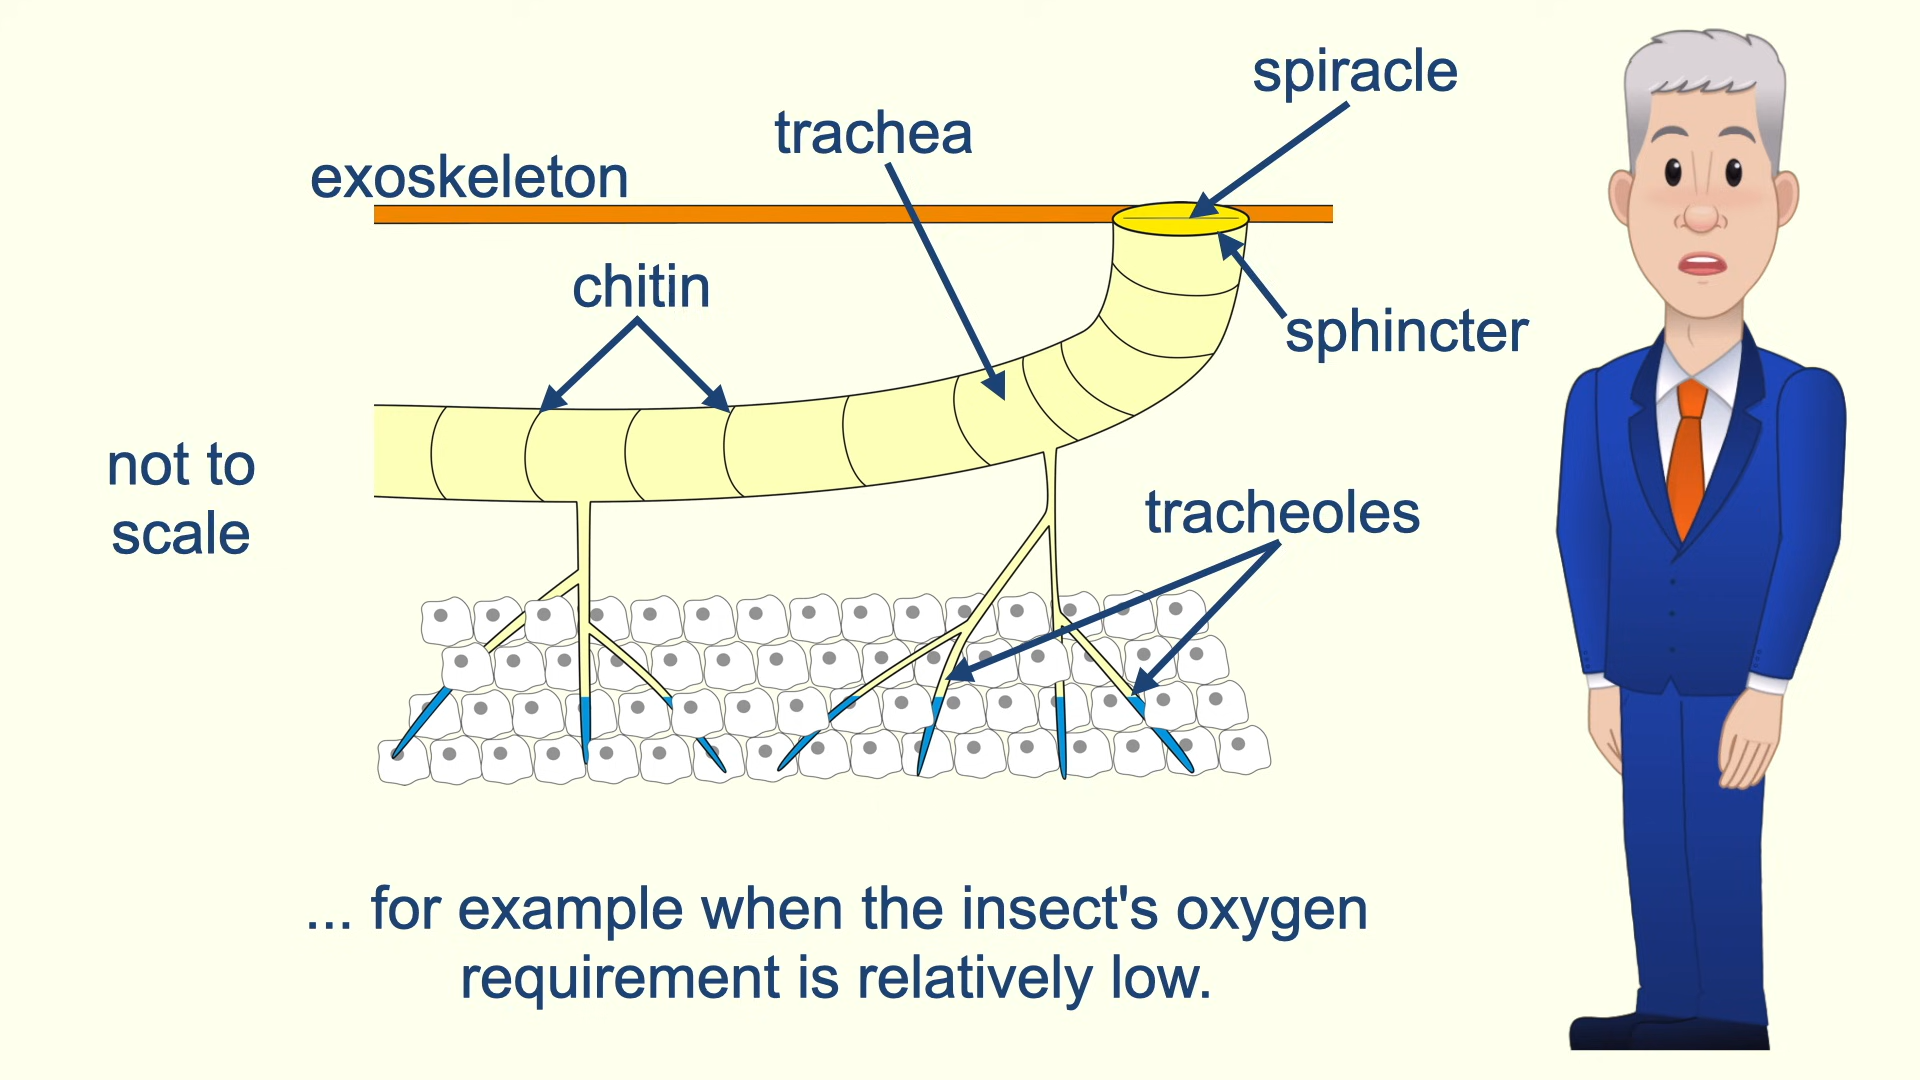 spiracle
trachea
exoskeleton
chitin
sphincter
not to
scale
tracheoles
... for example when the insect's oxygen
requirement is relatively low.